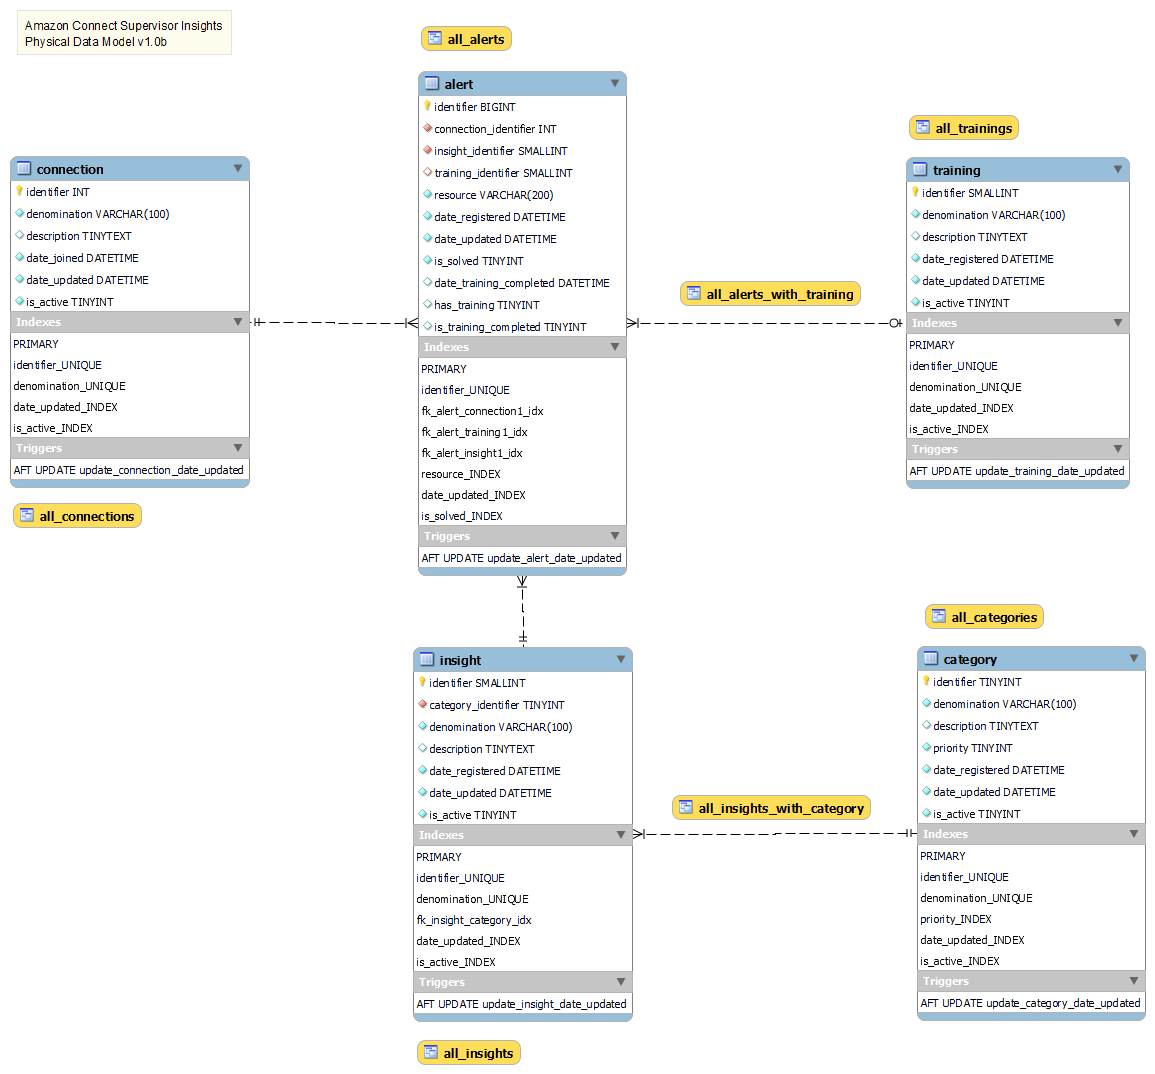 Amazon Connect Supervisor Insights
Physical Data Model v1.0b
all_alerts
alert
identifier BIGINT
connection_identifier INT
insight_identifier SMALLINT
training_identifier SMALLINT
resource VARCHAR(200)
date_registered DATETIME
date_updated DATETIME
is_solved TINYINT
date_training_completed DATETIME
has_training TINYINT
is_training_completed TINYINT
Indexes
PRIMARY
identifier_UNIQUE
fk_alert_connection1_idx
fk_alert_training1_idx
fk_alert_insight1_idx
resource_INDEX
date_updated_INDEX
is_solved_INDEX
Triggers
AFT UPDATE update_alert_date_updated
connection
identifier INT
denomination VARCHAR(100)
description TINYTEXT
date_joined DATETIME
date_updated DATETIME
is_active TINYINT
Indexes
PRIMARY
identifier_UNIQUE
denomination_UNIQUE
date_updated_INDEX
is_active_INDEX
Triggers
AFT UPDATE update_connection_date_updated
all_connections
all_trainings
training
identifier SMALLINT
denomination VARCHAR(100)
description TINYTEXT
date_registered DATETIME
date_updated DATETIME
is_active TINYINT
Indexes
PRIMARY
identifier_UNIQUE
denomination_UNIQUE
date_updated_INDEX
is_active_INDEX
Triggers
AFT UPDATE update_training_date_updated
all_alerts_with_training
insight
identifier SMALLINT
category_identifier TINYINT
denomination VARCHAR(100)
description TINYTEXT
date_registered DATETIME
date_updated DATETIME
is_active TINYINT
Indexes
PRIMARY
identifier_UNIQUE
denomination_UNIQUE
fk_insight_category_idx
date_updated_INDEX
is_active_INDEX
Triggers
AFT UPDATE update_insight_date_updated
all_insights
all_insights_with_category
all_categories
category
identifier TINYINT
denomination VARCHAR(100)
description TINYTEXT
priority TINYINT
date_registered DATETIME
date_updated DATETIME
is_active TINYINT
Indexes
PRIMARY
identifier_UNIQUE
denomination_UNIQUE
priority_INDEX
date_updated_INDEX
is_active_INDEX
Triggers
AFT UPDATE update_category_date_updated